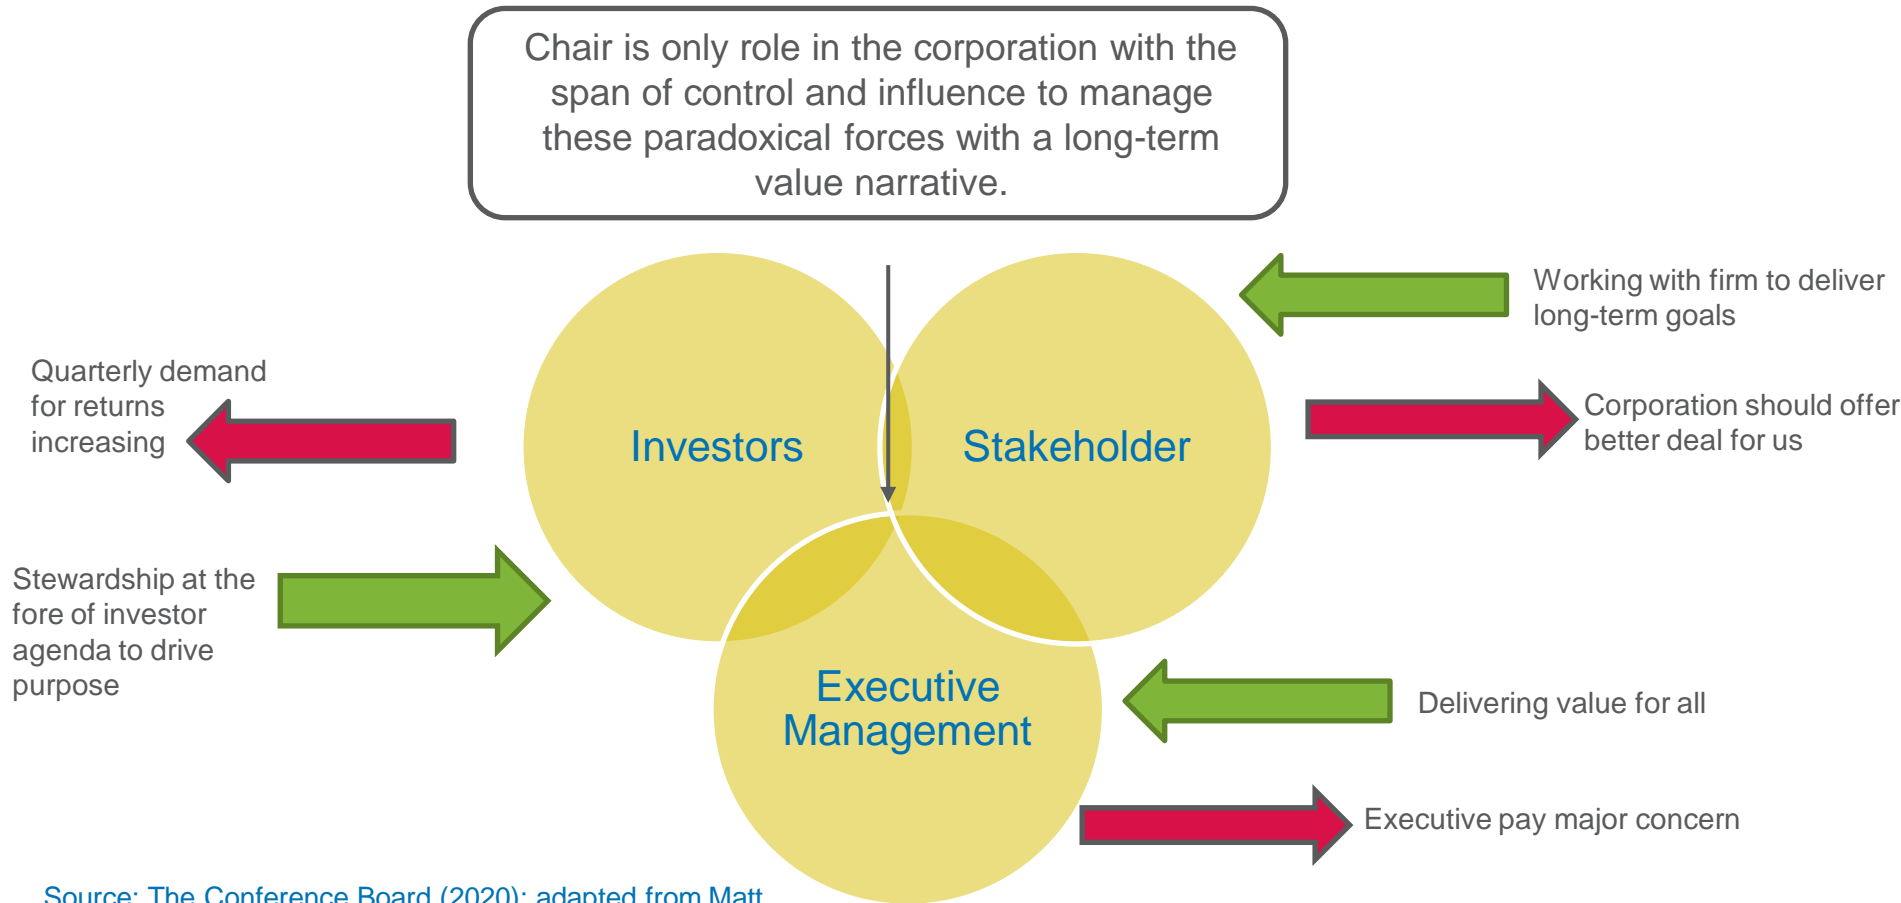 Chair is only role in the corporation with the
span of control and influence to manage
these paradoxical forces with a long-term
value narrative.
Working with firm to deliver
long-term goals
Quarterly demand
for returns
increasing
Corporation should offer
better deal for us
Investors
Stakeholder
Stewardship at the
fore of investor
agenda to drive
purpose
Executive
Management
Delivering value for all
Executive pay major concern
Source: The Conference Board (2020); adapted from Matt